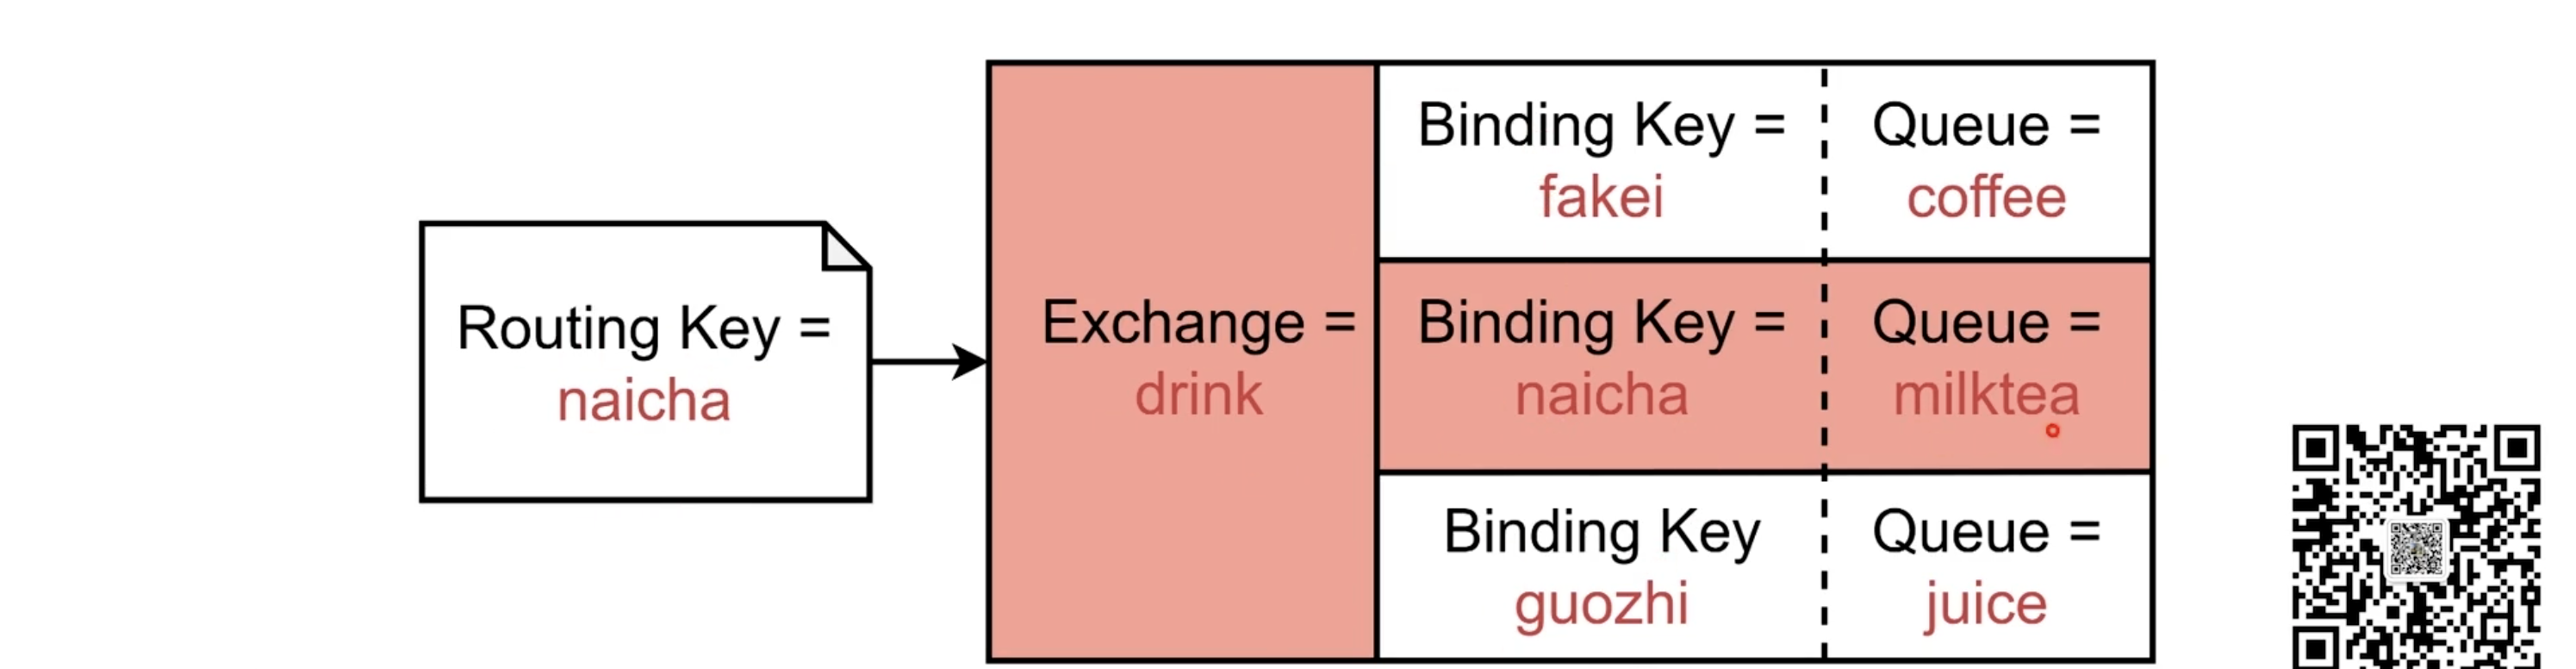 Routing Key =
naicha
Exchange =
drink
Binding Key =
fakei
Queue =
coffee
Binding Key =
naicha
Queue =
milktea
Binding Key
guozhi
Queue =
juice